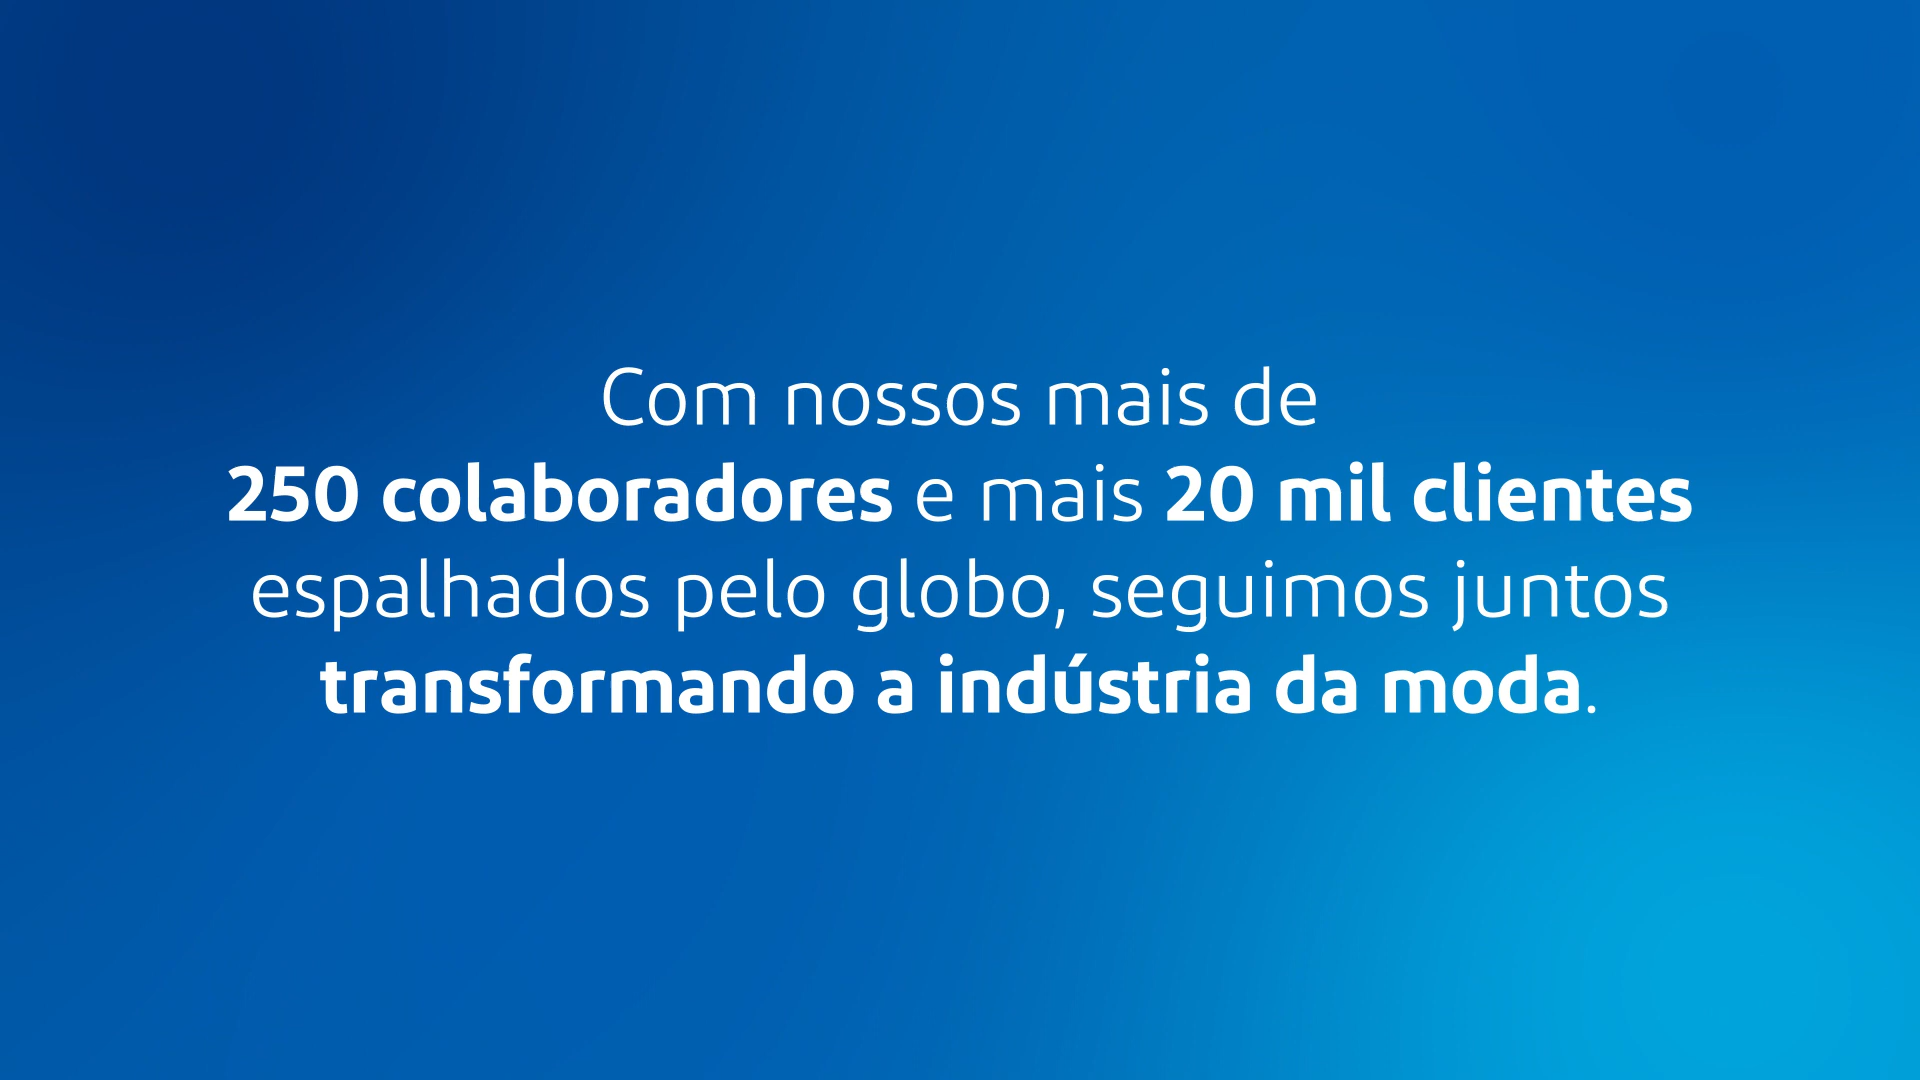 Com nossos mais de
250 colaboradores e mais 20 mil clientes
espalhados pelo globo, seguimos juntos
transformando a indústria da moda.